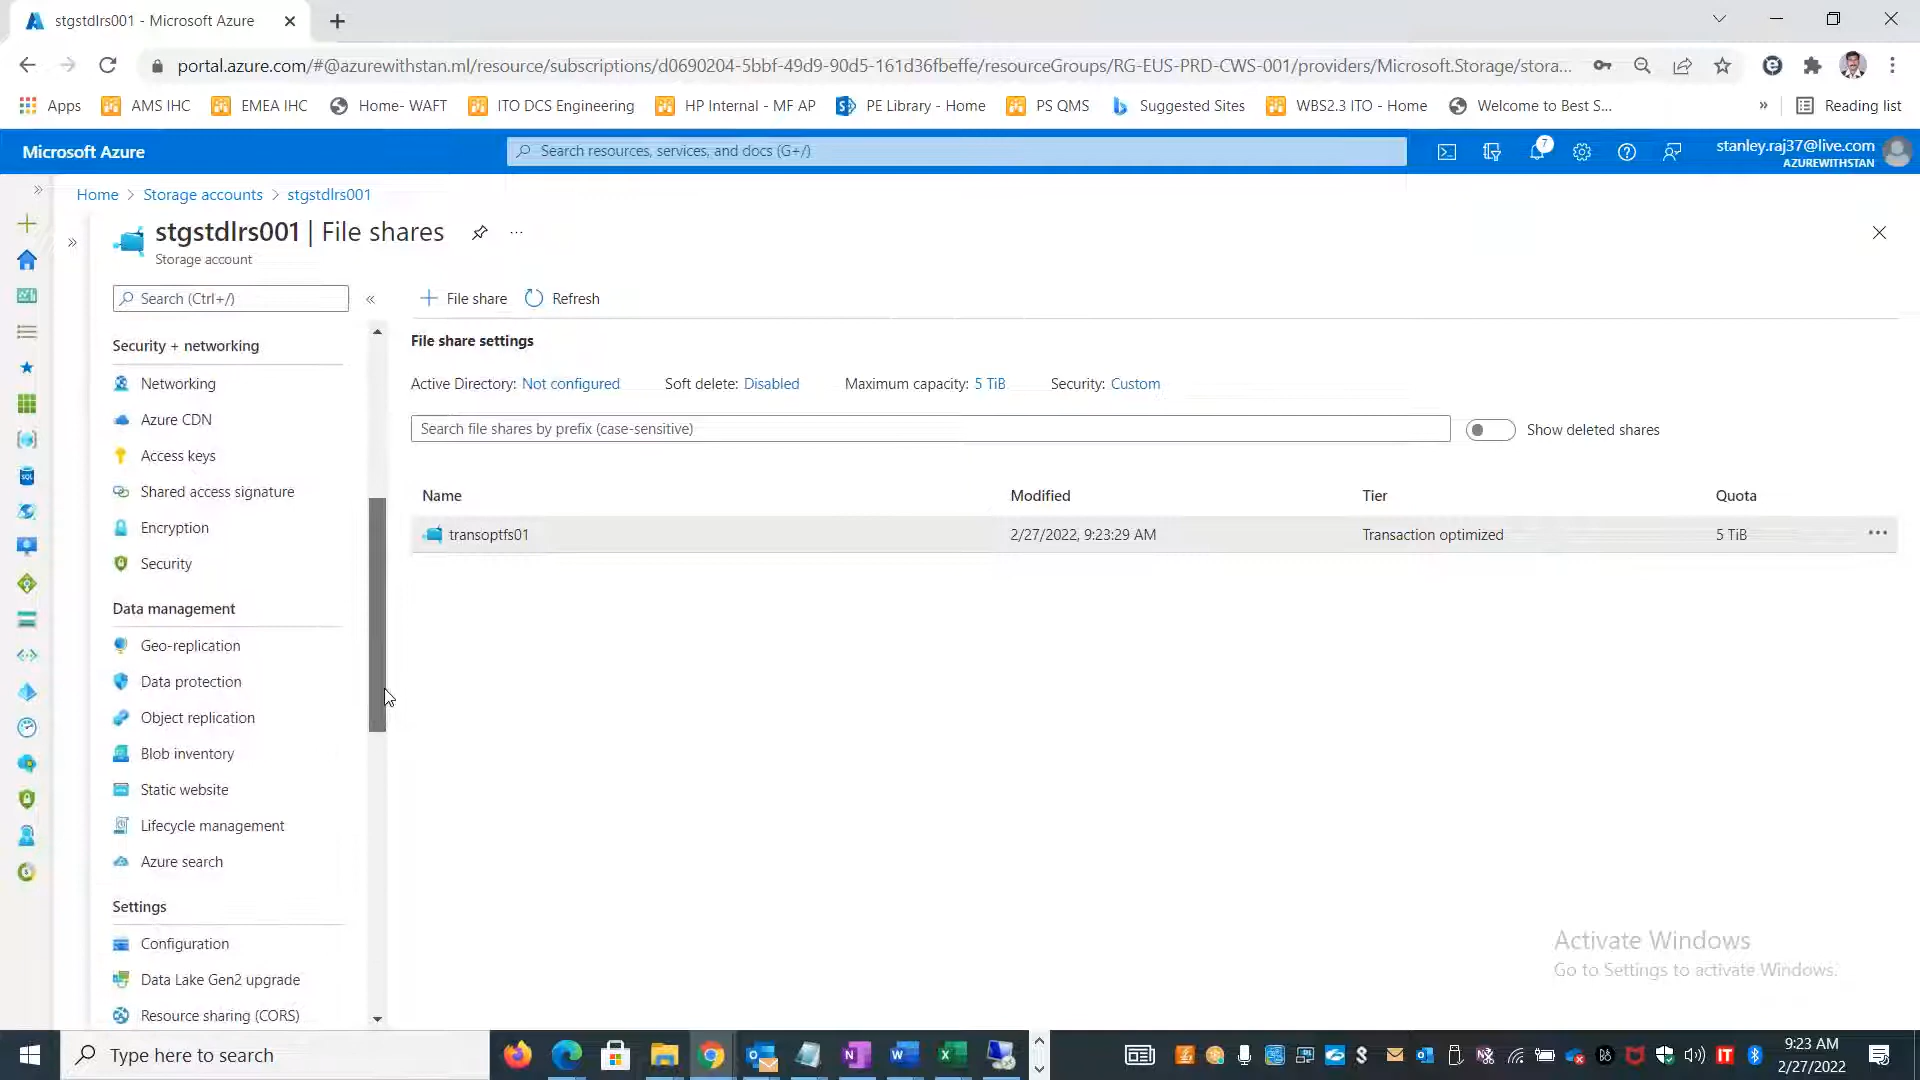 stgstdlrs001 - Microsoft Azure
portal.azure.com/#@azurewithstan.ml/resource/subscriptions/d0690204-5bbf-49d9-90d5-161d36fbeffe/resourceGroups/RG-EUS-PRD-CWS-001/providers/Microsoft.Storage/stora...
Apps AMS IHC EMEA IHC Home- WAFT ITO DCS Engineering HP Internal - MF AP PE Library - Home PS QMS Suggested Sites WBS2.3 ITO - Home Welcome to Best S... » Reading list
Microsoft Azure
Search resources, services, and docs (G+/)
7
stanley.raj37@live.com
AZUREWITHSTAN
Home > Storage accounts > stgstdlrs001
stgstdlrs001 | File shares ...
Storage account
Search (Ctrl+/)
File share Refresh
Security + networking
Networking
Azure CDN
Access keys
Shared access signature
Encryption
Security
Data management
Geo-replication
Data protection
Object replication
Blob inventory
Static website
Lifecycle management
Azure search
Settings
Configuration
Data Lake Gen2 upgrade
Resource sharing (CORS)
File share settings
Active Directory: Not configured Soft delete: Disabled Maximum capacity: 5 TiB Security: Custom
Search file shares by prefix (case-sensitive) Show deleted shares
Name Modified Tier Quota
transoptfs01 2/27/2022, 9:23:29 AM Transaction optimized 5 TiB
Activate Windows
Go to Settings to activate Windows.
Type here to search
9:23 AM
2/27/2022